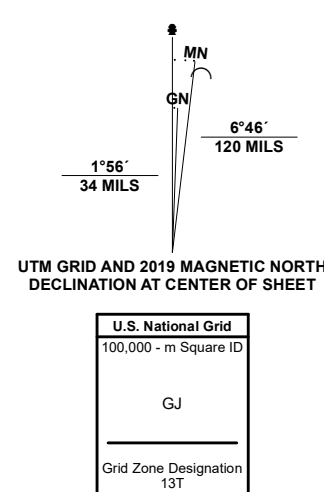 MN
GN
6°46´
120 MILS
1°56´
34 MILS
UTM GRID AND 2019 MAGNETIC NORTH
DECLINATION AT CENTER OF SHEET
U.S. National Grid
100,000 - m Square ID
GJ
Grid Zone Designation
13T